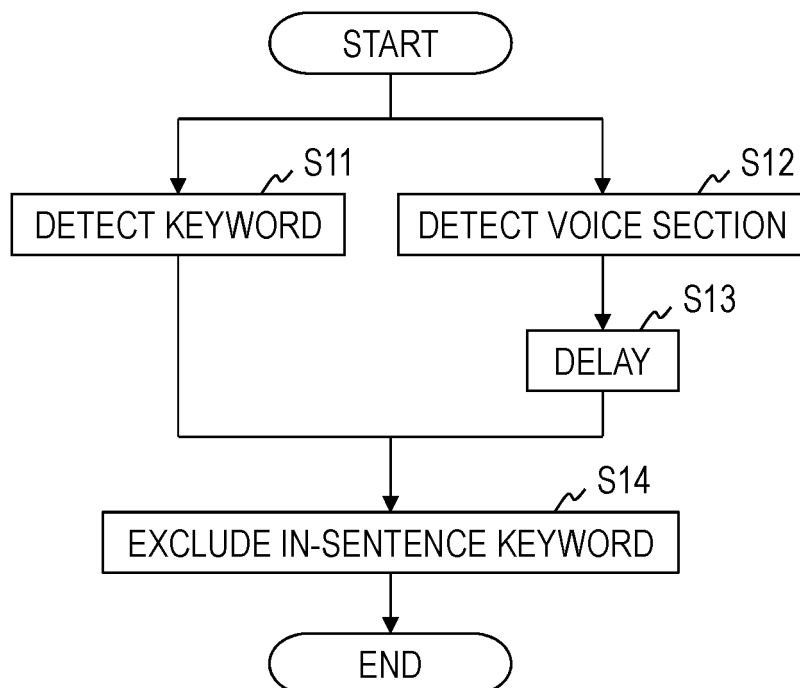 START
S11
S12
DETECT KEYWORD
DETECT VOICE SECTION
S13
DELAY
S14
EXCLUDE IN-SENTENCE KEYWORD
END